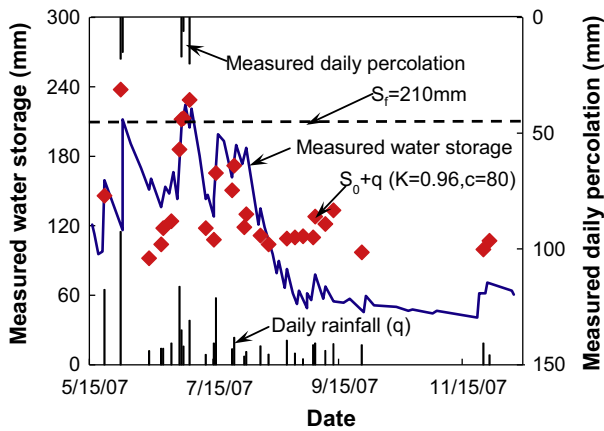 300
240
180
120
60
0
Measured water storage (mm)
0
50
100
150
Measured daily percolation (mm)
Measured daily percolation
S_f=210mm
Measured water storage
S_0+q (K=0.96,c=80)
Daily rainfall (q)
5/15/07
7/15/07
9/15/07
11/15/07
Date